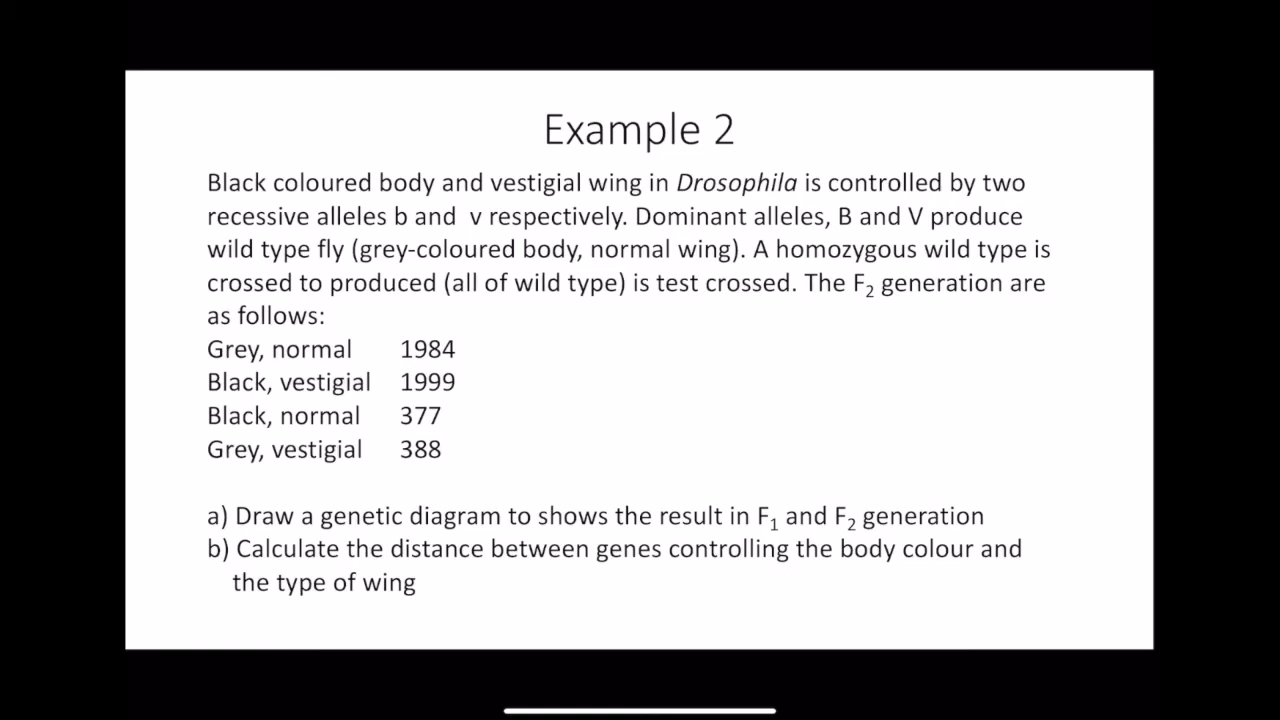 Example 2
Black coloured body and vestigial wing in Drosophila is controlled by two
recessive alleles b and v respectively. Dominant alleles, B and V produce
wild type fly (grey-coloured body, normal wing). A homozygous wild type is
crossed to produced (all of wild type) is test crossed. The F₂ generation are
as follows:
Grey, normal 1984
Black, vestigial 1999
Black, normal 377
Grey, vestigial 388
a) Draw a genetic diagram to shows the result in F₁ and F₂ generation
b) Calculate the distance between genes controlling the body colour and
the type of wing